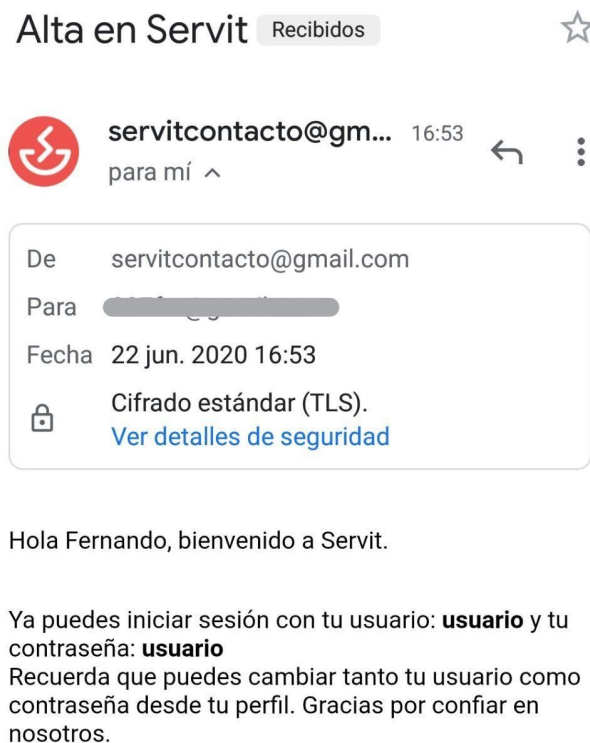 Alta en Servit Recibidos
servitcontacto@gm... 16:53
para mí
De servitcontacto@gmail.com
Para
Fecha 22 jun. 2020 16:53
Cifrado estándar (TLS).
Ver detalles de seguridad
Hola Fernando, bienvenido a Servit.
Ya puedes iniciar sesión con tu usuario: usuario y tu
contraseña: usuario
Recuerda que puedes cambiar tanto tu usuario como
contraseña desde tu perfil. Gracias por confiar en
nosotros.